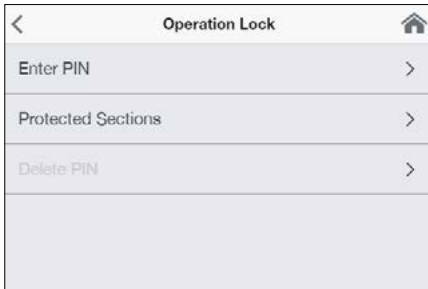 Operation Lock
Enter PIN
Protected Sections
Delete PIN